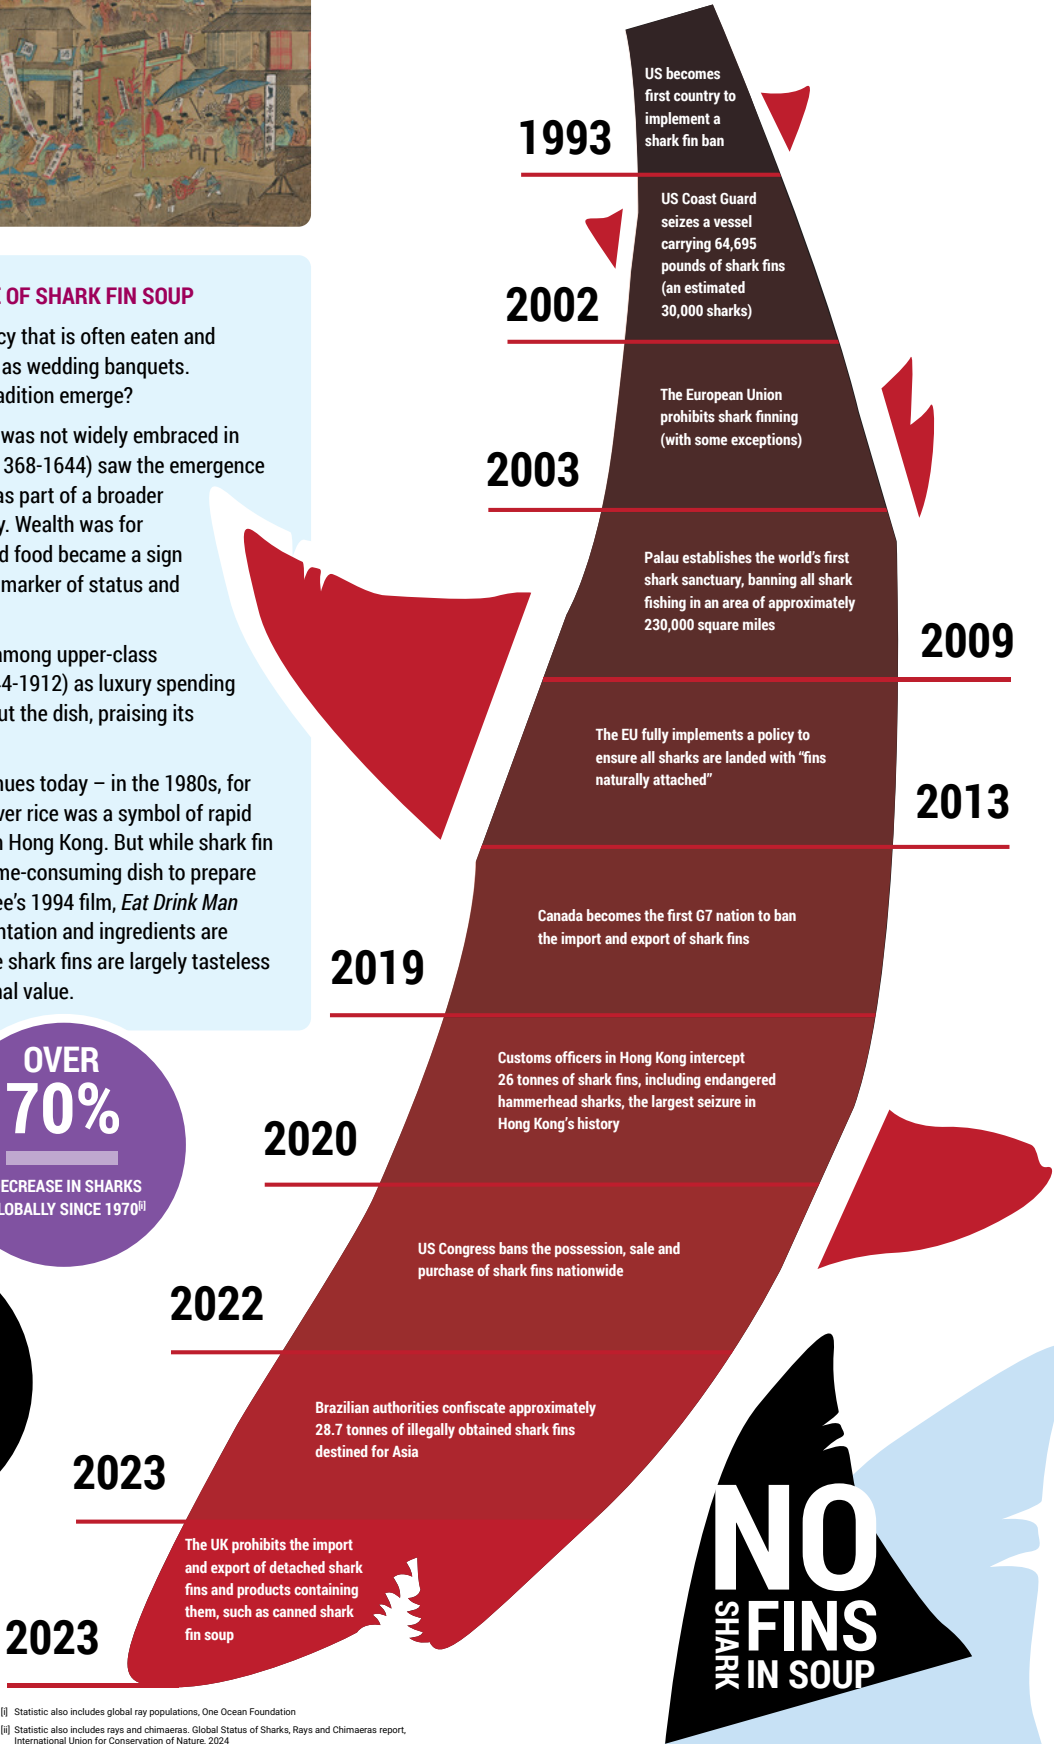 E OF SHARK FIN SOUP
cy that is often eaten and
as wedding banquets.
adition emerge?
was not widely embraced in
1368-1644) saw the emergence
as part of a broader
y. Wealth was for
d food became a sign
marker of status and
among upper-class
4-1912) as luxury spending
ut the dish, praising its
nues today – in the 1980s, for
ver rice was a symbol of rapid
n Hong Kong. But while shark fin
me-consuming dish to prepare
ee's 1994 film, Eat Drink Man
ntation and ingredients are
e shark fins are largely tasteless
nal value.
OVER
70%
ECREASE IN SHARKS
LOBALLY SINCE 1970[i]
US becomes
first country to
implement a
shark fin ban
1993
US Coast Guard
seizes a vessel
carrying 64,695
pounds of shark fins
(an estimated
30,000 sharks)
2002
The European Union
prohibits shark finning
(with some exceptions)
2003
Palau establishes the world's first
shark sanctuary, banning all shark
fishing in an area of approximately
230,000 square miles
2009
The EU fully implements a policy to
ensure all sharks are landed with "fins
naturally attached"
2013
Canada becomes the first G7 nation to ban
the import and export of shark fins
2019
Customs officers in Hong Kong intercept
26 tonnes of shark fins, including endangered
hammerhead sharks, the largest seizure in
Hong Kong's history
2020
US Congress bans the possession, sale and
purchase of shark fins nationwide
2022
Brazilian authorities confiscate approximately
28.7 tonnes of illegally obtained shark fins
destined for Asia
2023
The UK prohibits the import
and export of detached shark
fins and products containing
them, such as canned shark
fin soup
2023
NO
SHARK
FINS
IN SOUP
[i] Statistic also includes global ray populations, One Ocean Foundation
[ii] Statistic also includes rays and chimaeras. Global Status of Sharks, Rays and Chimaeras report,
International Union for Conservation of Nature, 2024